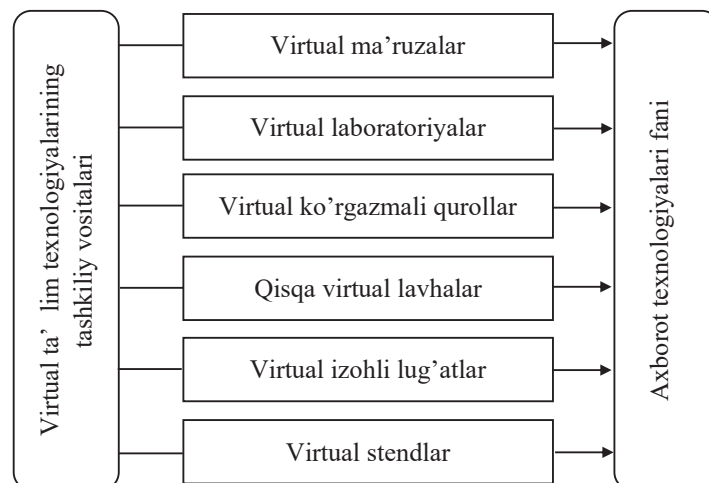 Virtual ta’ lim texnologiyalarining
tashkiliy vositalari
Virtual ma’ruzalar
Virtual laboratoriyalar
Virtual ko’rgazmali qurollar
Qisqa virtual lavhalar
Virtual izohli lug’atlar
Virtual stendlar
Axborot texnologiyalari fani